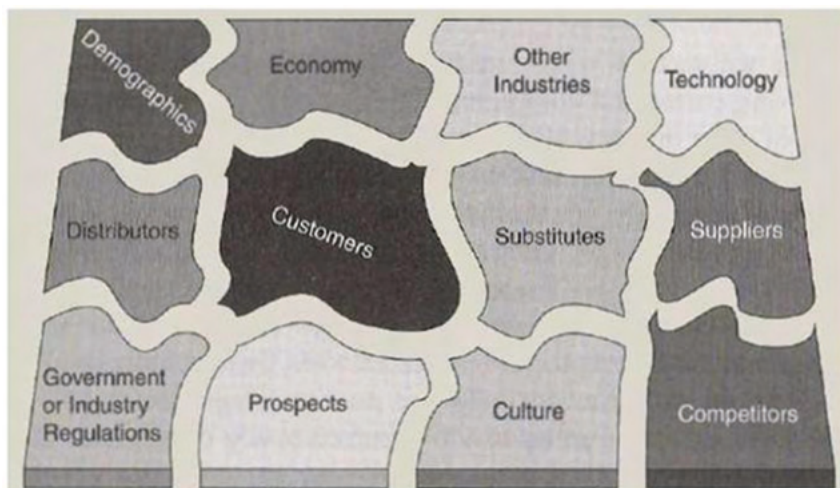 Demographics
Economy
Other
Industries
Technology
Distributors
Customers
Substitutes
Suppliers
Government
or Industry
Regulations
Prospects
Culture
Competitors